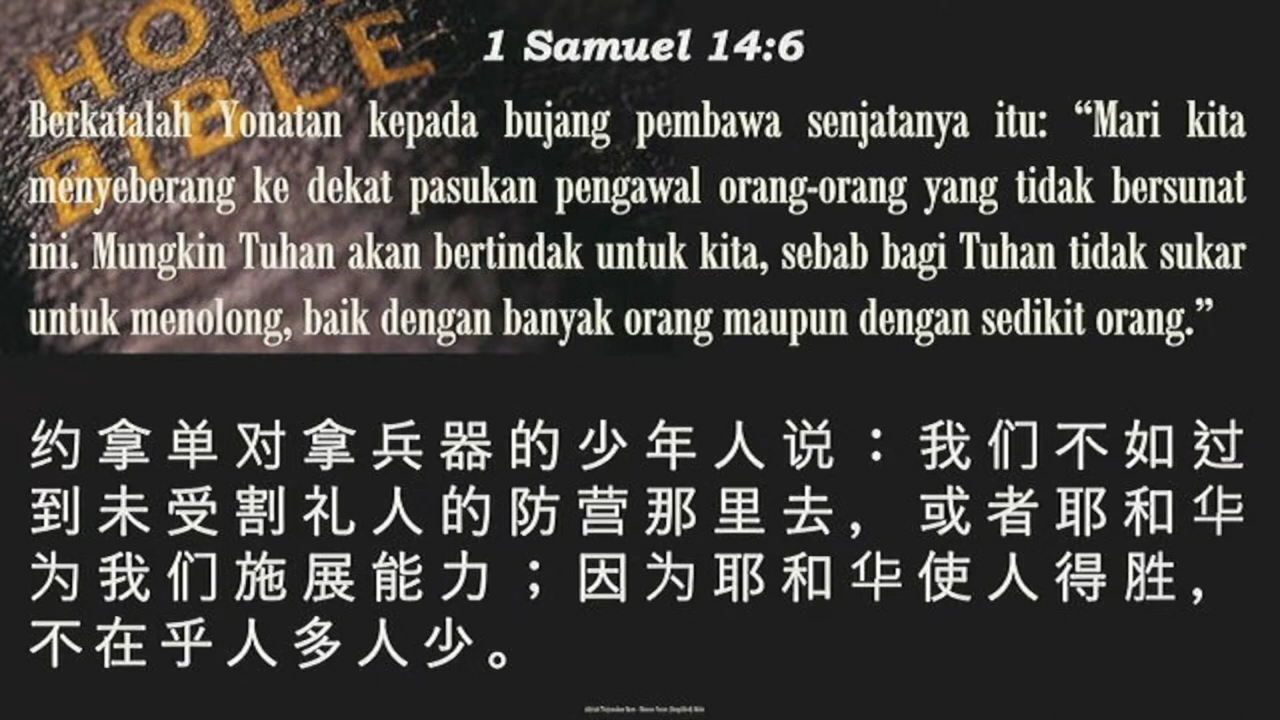 HOLY
BIBLE
1 Samuel 14:6
Berkatalah Yonatan kepada bujang pembawa senjatanya itu: “Mari kita
menyeberang ke dekat pasukan pengawal orang-orang yang tidak bersunat
ini. Mungkin Tuhan akan bertindak untuk kita, sebab bagi Tuhan tidak sukar
untuk menolong, baik dengan banyak orang maupun dengan sedikit orang.”
约拿单对拿兵器的少年人说：我们不如过
到未受割礼人的防营那里去，或者耶和华
为我们施展能力；因为耶和华使人得胜，
不在乎人多人少。